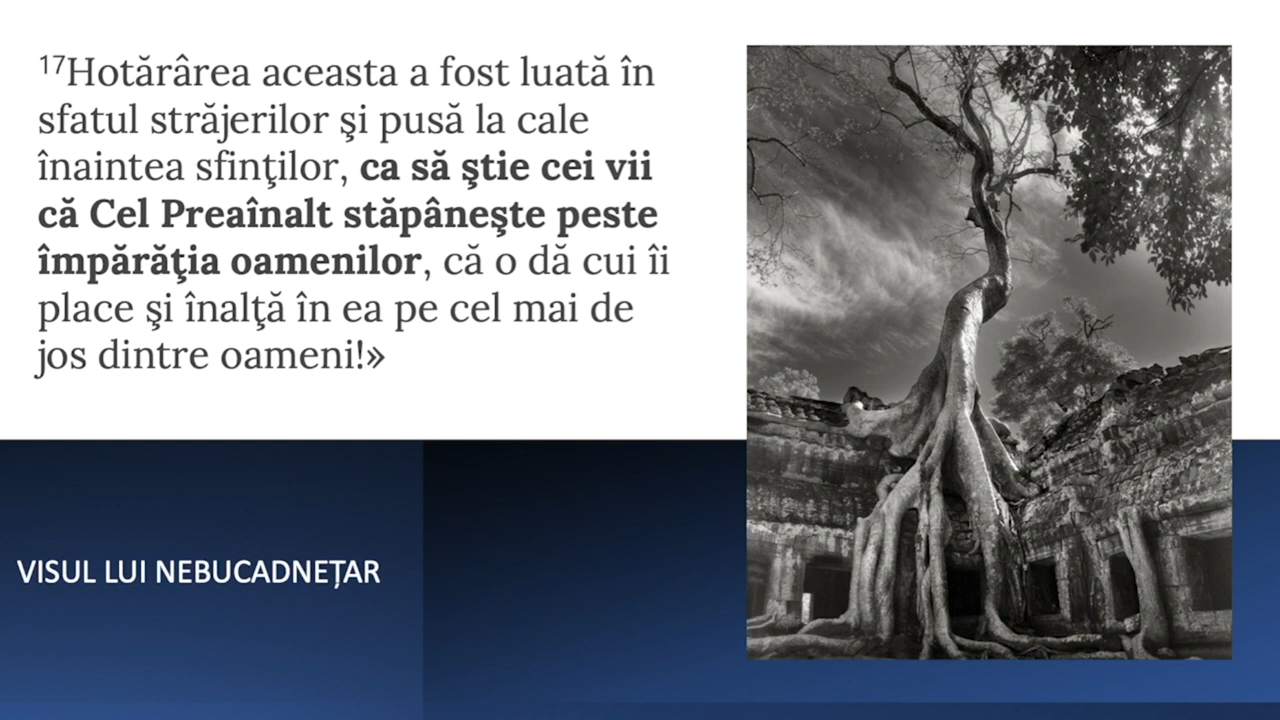 ¹⁷Hotărârea aceasta a fost luată în
sfatul străjerilor şi pusă la cale
înaintea sfinţilor, ca să ştie cei vii
că Cel Preaînalt stăpâneşte peste
împărăţia oamenilor, că o dă cui îi
place şi înalţă în ea pe cel mai de
jos dintre oameni!»
VISUL LUI NEBUCADNEȚAR